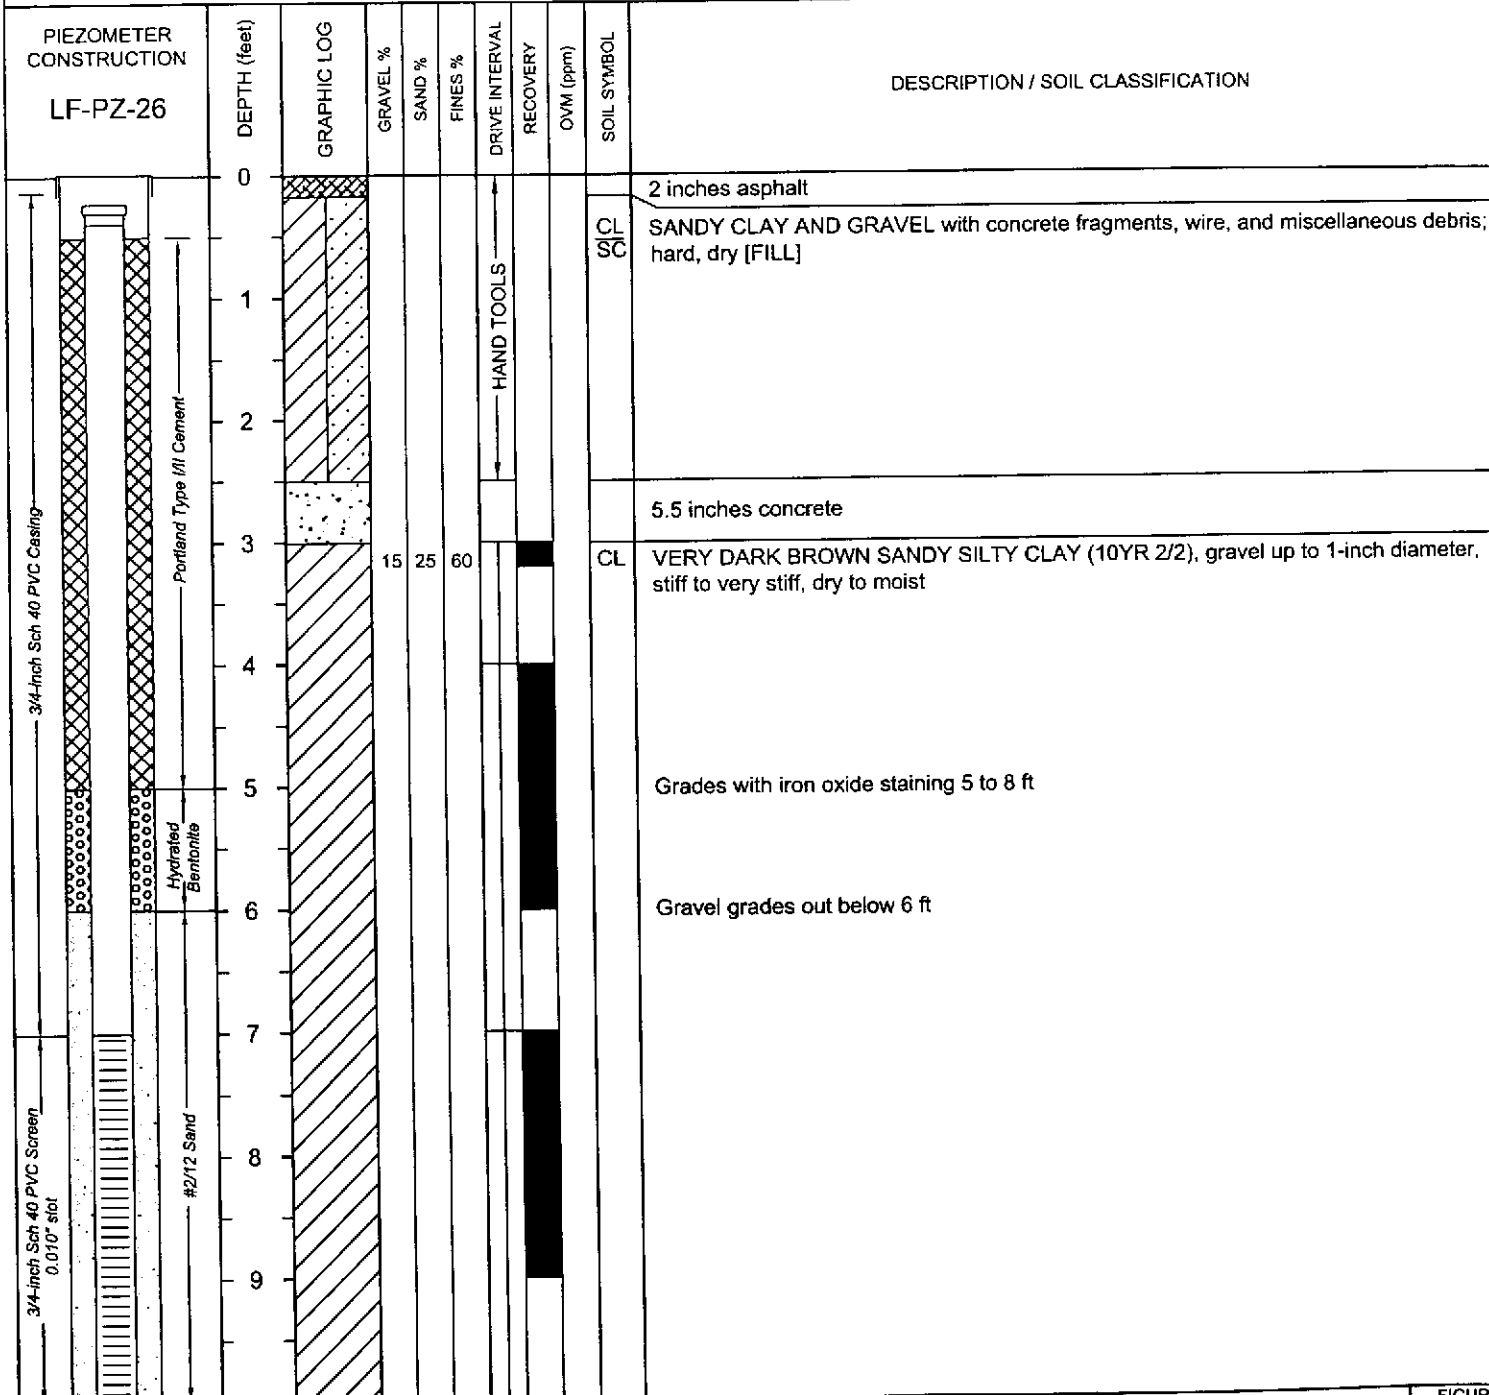 PIEZOMETER
CONSTRUCTION
LF-PZ-26
DEPTH (feet)
GRAPHIC LOG
GRAVEL %
SAND %
FINES %
DRIVE INTERVAL
RECOVERY
OVM (ppm)
SOIL SYMBOL
DESCRIPTION / SOIL CLASSIFICATION
0
2 inches asphalt
CL
SC
SANDY CLAY AND GRAVEL with concrete fragments, wire, and miscellaneous debris;
hard, dry [FILL]
1
HAND TOOLS
2
5.5 inches concrete
3
15 25 60
CL
VERY DARK BROWN SANDY SILTY CLAY (10YR 2/2), gravel up to 1-inch diameter,
stiff to very stiff, dry to moist
4
5
Grades with iron oxide staining 5 to 8 ft
6
Gravel grades out below 6 ft
7
8
9
3/4-inch Sch 40 PVC Casing
Portland Type I/II Cement
Hydrated
Bentonite
3/4-inch Sch 40 PVC Screen
0.010" slot
#2/12 Sand